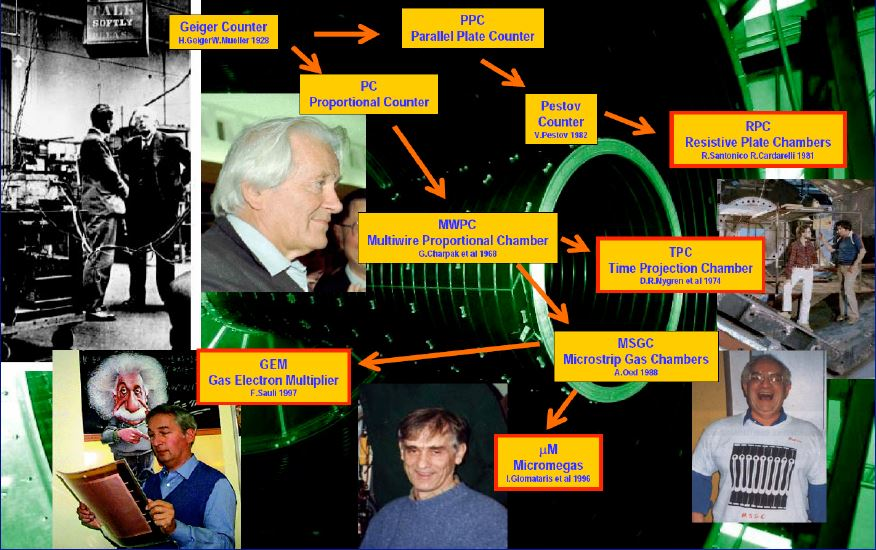 TALK
SOFTLY
PLEASE
Geiger Counter
H.Geiger W.Mueller 1928
PPC
Parallel Plate Counter
PC
Proportional Counter
Pestov
Counter
V.Pestov 1982
RPC
Resistive Plate Chambers
R.Santonico R.Cardarelli 1981
MWPC
Multiwire Proportional Chamber
G.Charpak et al 1968
TPC
Time Projection Chamber
D.R.Nygren et al 1974
MSGC
Microstrip Gas Chambers
A.Oed 1988
GEM
Gas Electron Multiplier
F.Sauli 1997
µM
Micromegas
I.Giomataris et al 1996
MSGC